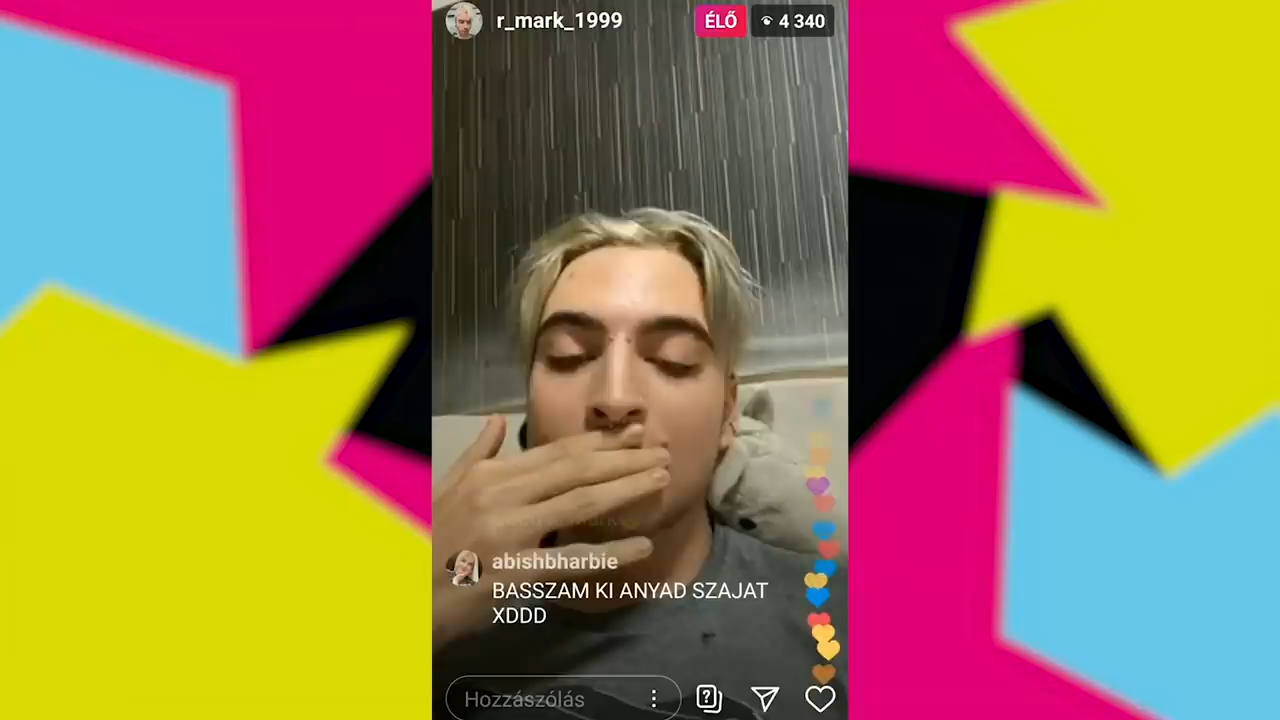 r_mark_1999 ÉLŐ 4 340
abishbharbie
BASSZAM KI ANYAD SZAJAT
XDDD
Hozzászólás